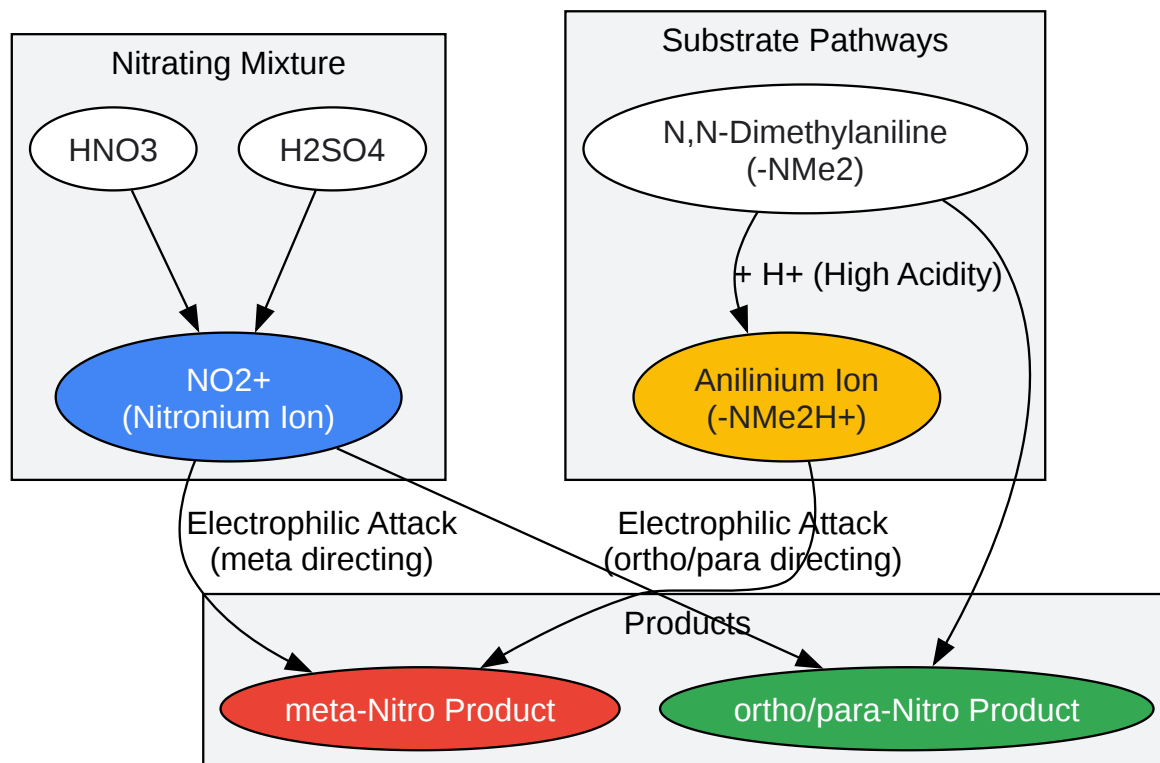 Nitrating Mixture
HNO3
H2SO4
NO2+
(Nitronium Ion)
Substrate Pathways
N,N-Dimethylaniline
(-NMe2)
+ H+ (High Acidity)
Anilinium Ion
(-NMe2H+)
Electrophilic Attack
(meta directing)
Electrophilic Attack
(ortho/para directing)
Products
meta-Nitro Product
ortho/para-Nitro Product